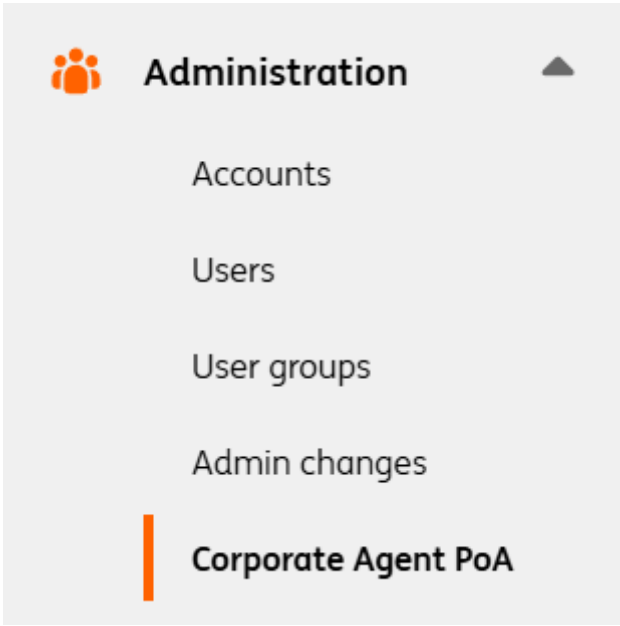 Administration
Accounts
Users
User groups
Admin changes
Corporate Agent PoA